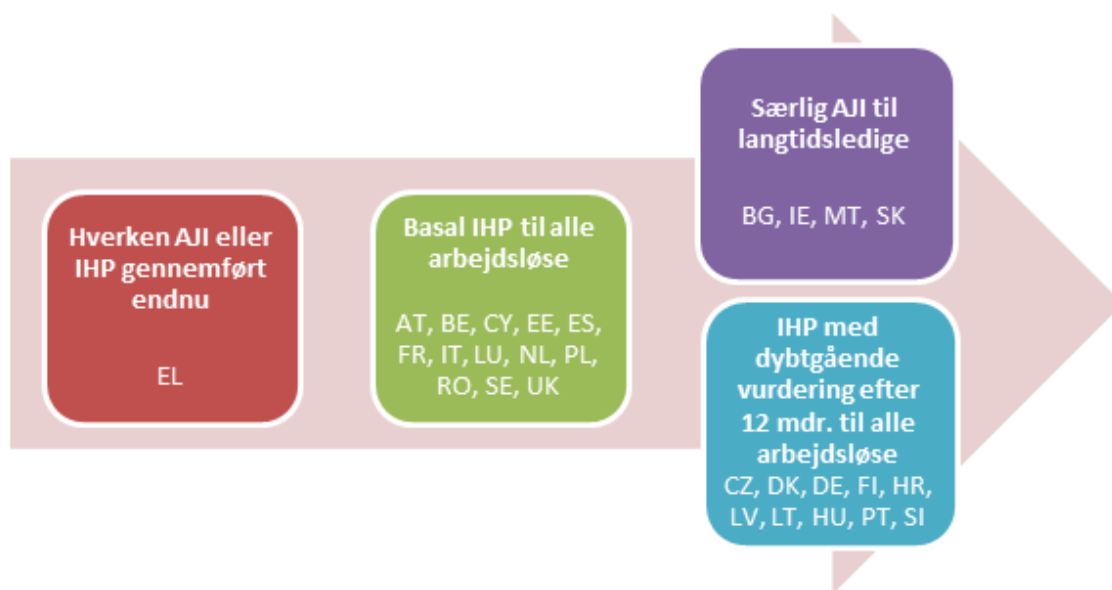 Hverken AJI eller
IHP gennemført
endnu
EL
Basal IHP til alle
arbejdsløse
AT, BE, CY, EE, ES,
FR, IT, LU, NL, PL,
RO, SE, UK
Særlig AJI til
langtidsledige
BG, IE, MT, SK
IHP med
dybtgående
vurdering efter
12 mdr. til alle
arbejdsløse
CZ, DK, DE, FI, HR,
LV, LT, HU, PT, SI